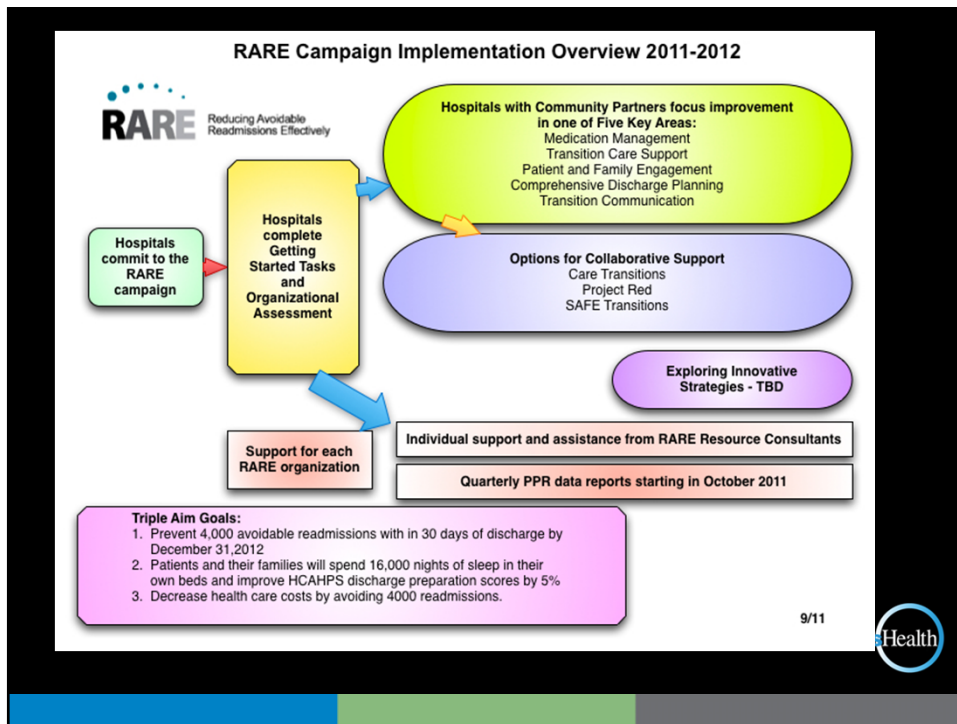 RARE Campaign Implementation Overview 2011-2012
RARE
Reducing Avoidable
Readmissions Effectively
Hospitals with Community Partners focus improvement
in one of Five Key Areas:
Medication Management
Transition Care Support
Patient and Family Engagement
Comprehensive Discharge Planning
Transition Communication
Hospitals
commit to the
RARE
campaign
Hospitals
complete
Getting
Started Tasks
and
Organizational
Assessment
Options for Collaborative Support
Care Transitions
Project Red
SAFE Transitions
Exploring Innovative
Strategies - TBD
Support for each
RARE organization
Individual support and assistance from RARE Resource Consultants
Quarterly PPR data reports starting in October 2011
Triple Aim Goals:
1. Prevent 4,000 avoidable readmissions with in 30 days of discharge by
December 31,2012
2. Patients and their families will spend 16,000 nights of sleep in their
own beds and improve HCAHPS discharge preparation scores by 5%
3. Decrease health care costs by avoiding 4000 readmissions.
9/11
sHealth